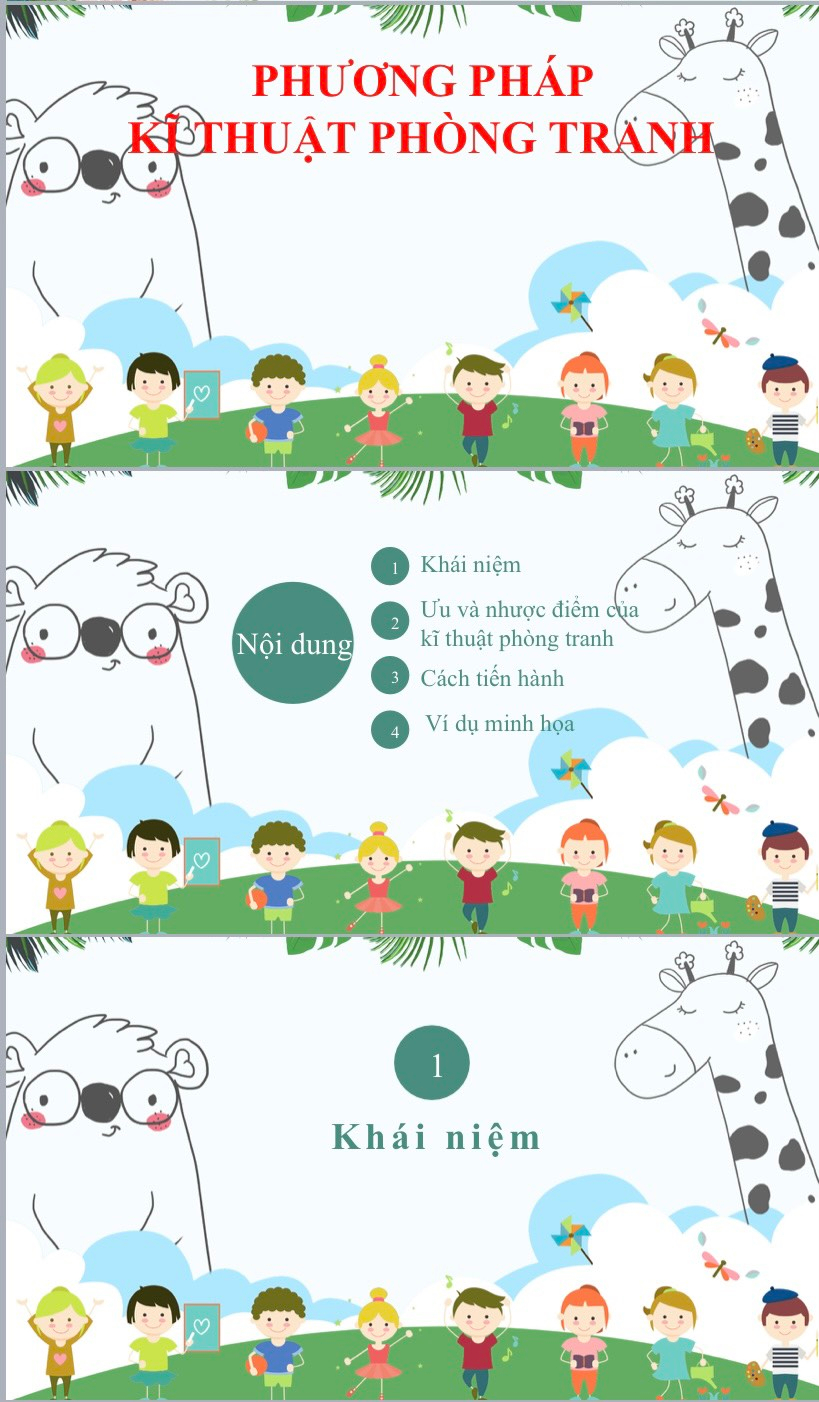 PHƯƠNG PHÁP
KĨ THUẬT PHÒNG TRANH
Nội dung
1 Khái niệm
2 Ưu và nhược điểm của
kĩ thuật phòng tranh
3 Cách tiến hành
4 Ví dụ minh họa
1
Khái niệm